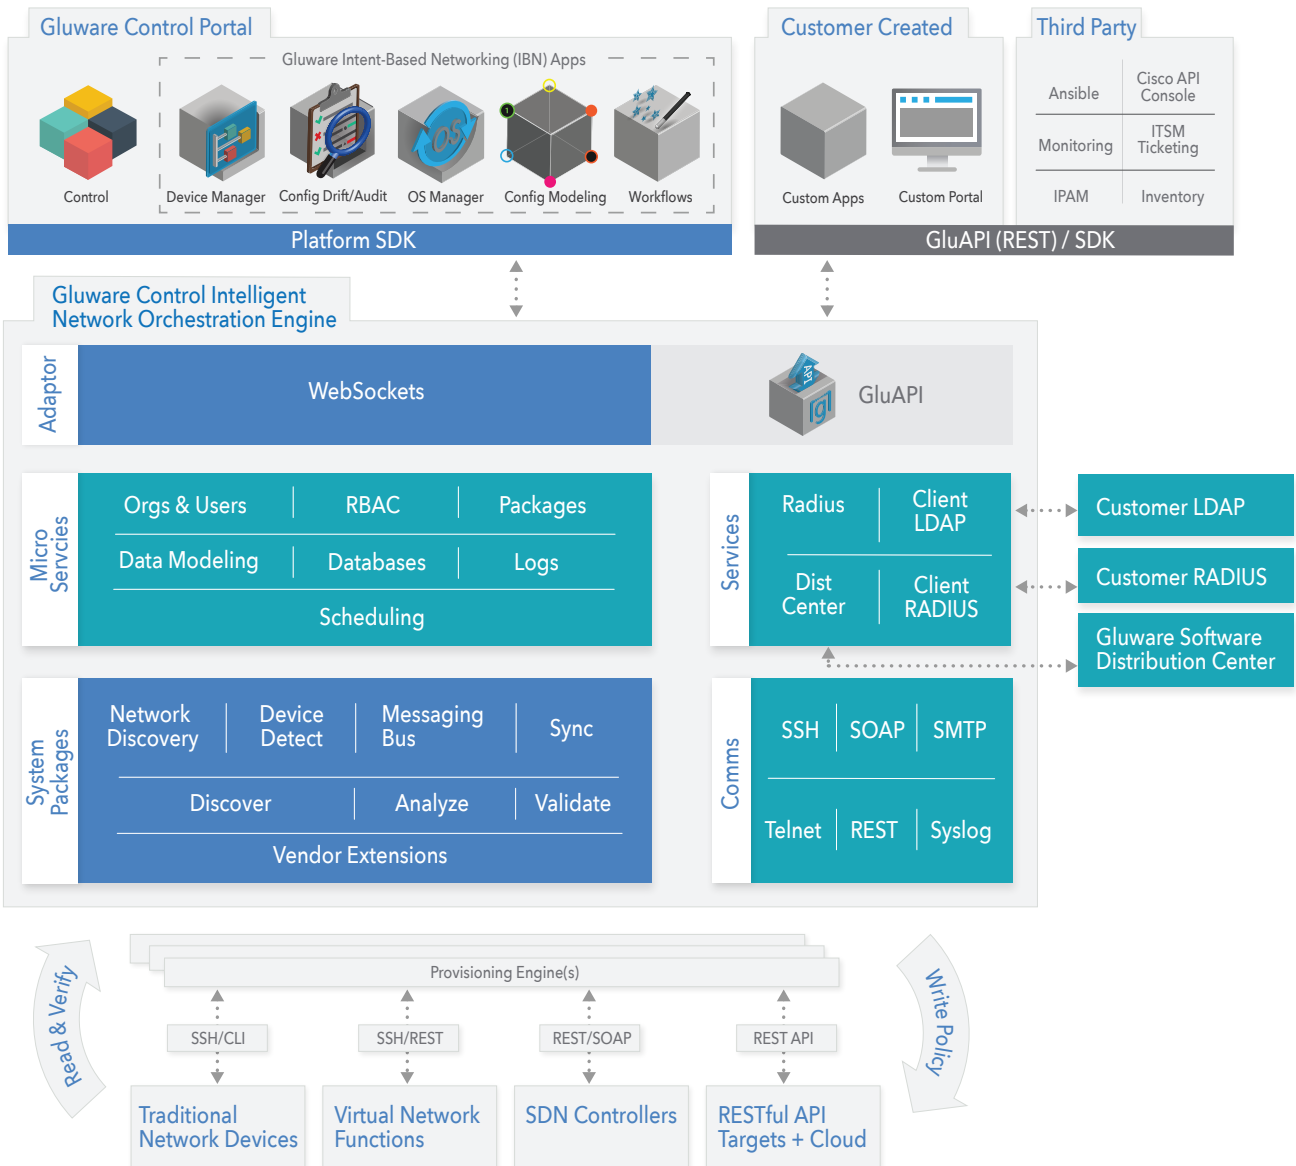 Gluware Control Portal
Gluware Intent-Based Networking (IBN) Apps
1
OS
Control
Device Manager
Config Drift/Audit
OS Manager
Config Modeling
Workflows
Platform SDK
Customer Created
Custom Apps
Custom Portal
Third Party
Ansible
Cisco API
Console
Monitoring
ITSM
Ticketing
IPAM
Inventory
GluAPI (REST) / SDK
Gluware Control Intelligent
Network Orchestration Engine
Adaptor
WebSockets
API
g
GluAPI
Micro
Servcies
Orgs & Users
RBAC
Packages
Data Modeling
Databases
Logs
Scheduling
Services
Radius
Client
LDAP
Dist
Center
Client
RADIUS
Customer LDAP
Customer RADIUS
Gluware Software
Distribution Center
System
Packages
Network
Discovery
Device
Detect
Messaging
Bus
Sync
Discover
Analyze
Validate
Vendor Extensions
Comms
SSH
SOAP
SMTP
Telnet
REST
Syslog
Read & Verify
Provisioning Engine(s)
Write Policy
SSH/CLI
SSH/REST
REST/SOAP
REST API
Traditional
Network Devices
Virtual Network
Functions
SDN Controllers
RESTful API
Targets + Cloud